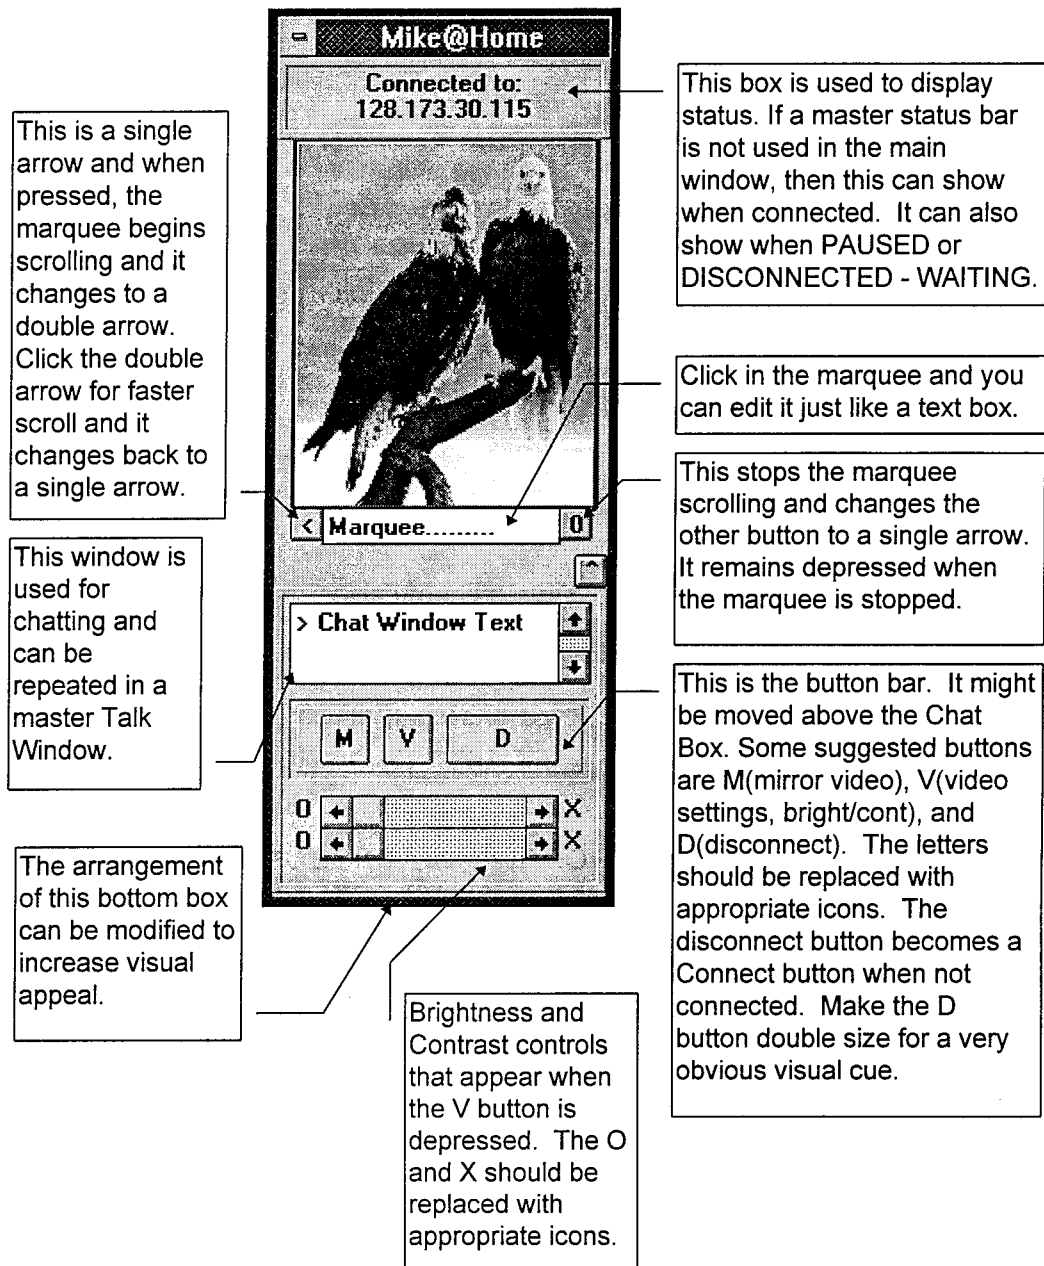 Mike@Home
Connected to:
128.173.30.115
< Marquee......... 0
^
> Chat Window Text
M V D
O X
O X
This is a single
arrow and when
pressed, the
marquee begins
scrolling and it
changes to a
double arrow.
Click the double
arrow for faster
scroll and it
changes back to
a single arrow.
This window is
used for
chatting and
can be
repeated in a
master Talk
Window.
The arrangement
of this bottom box
can be modified to
increase visual
appeal.
This box is used to display
status. If a master status bar
is not used in the main
window, then this can show
when connected. It can also
show when PAUSED or
DISCONNECTED - WAITING.
Click in the marquee and you
can edit it just like a text box.
This stops the marquee
scrolling and changes the
other button to a single arrow.
It remains depressed when
the marquee is stopped.
This is the button bar. It might
be moved above the Chat
Box. Some suggested buttons
are M(mirror video), V(video
settings, bright/cont), and
D(disconnect). The letters
should be replaced with
appropriate icons. The
disconnect button becomes a
Connect button when not
connected. Make the D
button double size for a very
obvious visual cue.
Brightness and
Contrast controls
that appear when
the V button is
depressed. The O
and X should be
replaced with
appropriate icons.